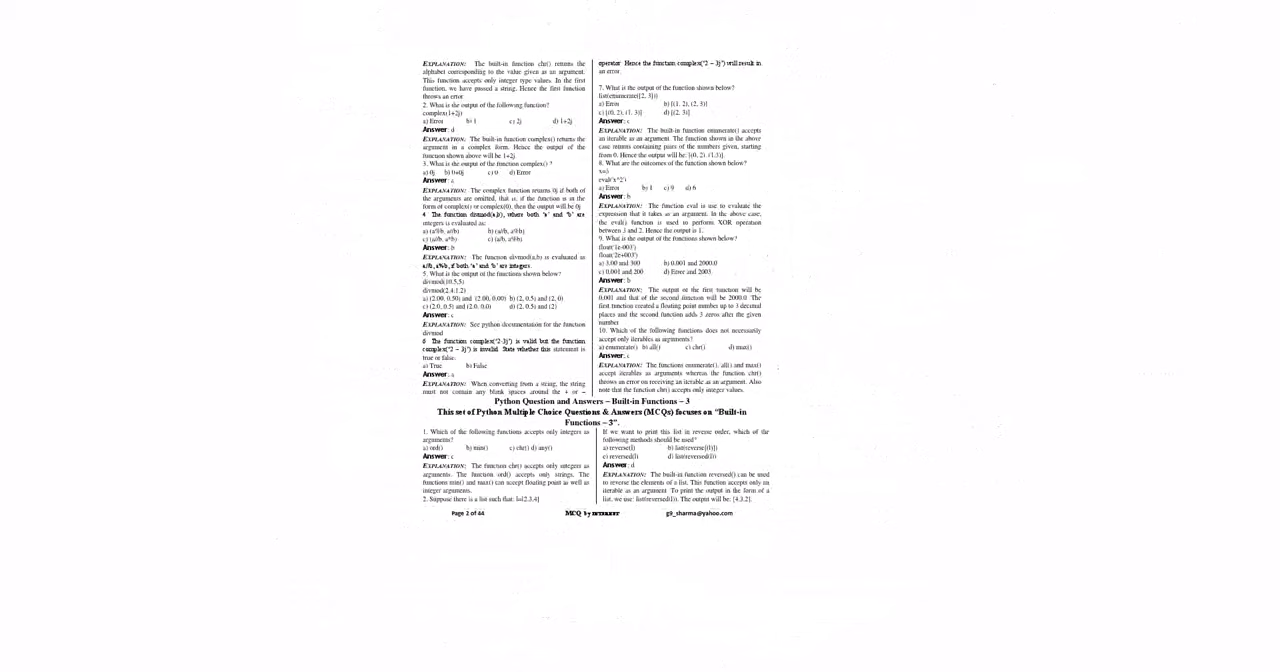 EXPLANATION: The built-in function chr() returns the
alphabet corresponding to the value given as an argument.
This function accepts only integer type values. In the first
function, we have passed a string. Hence the first function
throws an error.
2. What is the output of the following function?
complex(1+2j)
a) Error b) 1 c) 2j d) 1+2j
Answer: d
EXPLANATION: The built-in function complex() returns the
argument in a complex form. Hence the output of the
function shown above will be 1+2j.
3. What is the output of the function complex() ?
a) 0j b) 0+0j c) 0 d) Error
Answer: a
EXPLANATION: The complex function returns 0j if both of
the arguments are omitted, that is, if the function is in the
form of complex() or complex(0), then the output will be 0j.
4. The function divmod(a,b), where both ‘a’ and ‘b’ are
integers is evaluated as:
a) (a%b, a//b) b) (a//b, a%b)
c) (a//b, a*b) c) (a/b, a%b)
Answer: b
EXPLANATION: The function divmod(a,b) is evaluated as
a//b, a%b, if both ‘a’ and ‘b’ are integers.
5. What is the output of the functions shown below?
divmod(10.5,5)
divmod(2.4,1.2)
a) (2.00, 0.50) and (2.00, 0.00) b) (2, 0.5) and (2, 0)
c) (2.0, 0.5) and (2.0, 0.0) d) (2, 0.5) and (2)
Answer: c
EXPLANATION: See python documentation for the function
divmod
6. The function complex(‘2-3j’) is valid but the function
complex(‘2 – 3j’) is invalid. State whether this statement is
true or false.
a) True b) False
Answer: a
EXPLANATION: When converting from a string, the string
must not contain any blank spaces around the + or –
operator. Hence the function complex(‘2 – 3j’) will result in
an error.
7. What is the output of the function shown below?
list(enumerate([2, 3]))
a) Error b) [(1, 2), (2, 3)]
c) [(0, 2), (1, 3)] d) [(2, 3)]
Answer: c
EXPLANATION: The built-in function enumerate() accepts
an iterable as an argument. The function shown in the above
case returns containing pairs of the numbers given, starting
from 0. Hence the output will be: [(0, 2), (1,3)].
8. What are the outcomes of the function shown below?
x=3
eval('x^2')
a) Error b) 1 c) 9 d) 6
Answer: b
EXPLANATION: The function eval is use to evaluate the
expression that it takes as an argument. In the above case,
the eval() function is used to perform XOR operation
between 3 and 2. Hence the output is 1.
9. What is the output of the functions shown below?
float('1e-003')
float('2e+003')
a) 3.00 and 300 b) 0.001 and 2000.0
c) 0.001 and 200 d) Error and 2003
Answer: b
EXPLANATION: The output of the first function will be
0.001 and that of the second function will be 2000.0. The
first function created a floating point number up to 3 decimal
places and the second function adds 3 zeros after the given
number.
10. Which of the following functions does not necessarily
accept only iterables as arguments?
a) enumerate() b) all() c) chr() d) max()
Answer: c
EXPLANATION: The functions enumerate(), all() and max()
accept iterables as arguments whereas the function chr()
throws an error on receiving an iterable as an argument. Also
note that the function chr() accepts only integer values.
Python Question and Answers – Built-in Functions – 3
This set of Python Multiple Choice Questions & Answers (MCQs) focuses on “Built-in
Functions – 3”.
1. Which of the following functions accepts only integers as
arguments?
a) ord() b) min() c) chr() d) any()
Answer: c
EXPLANATION: The function chr() accepts only integers as
arguments. The function ord() accepts only strings. The
functions min() and max() can accept floating point as well as
integer arguments.
2. Suppose there is a list such that: l=[2,3,4]
If we want to print this list in reverse order, which of the
following methods should be used?
a) reverse(l) b) list(reverse[(l)])
c) reversed(l) d) list(reversed(l))
Answer: d
EXPLANATION: The built-in function reversed() can be used
to reverse the elements of a list. This function accepts only an
iterable as an argument. To print the output in the form of a
list, we use: list(reversed(l)). The output will be: [4,3,2].
Page 2 of 44 MCQ by INTERNET g9_sharma@yahoo.com